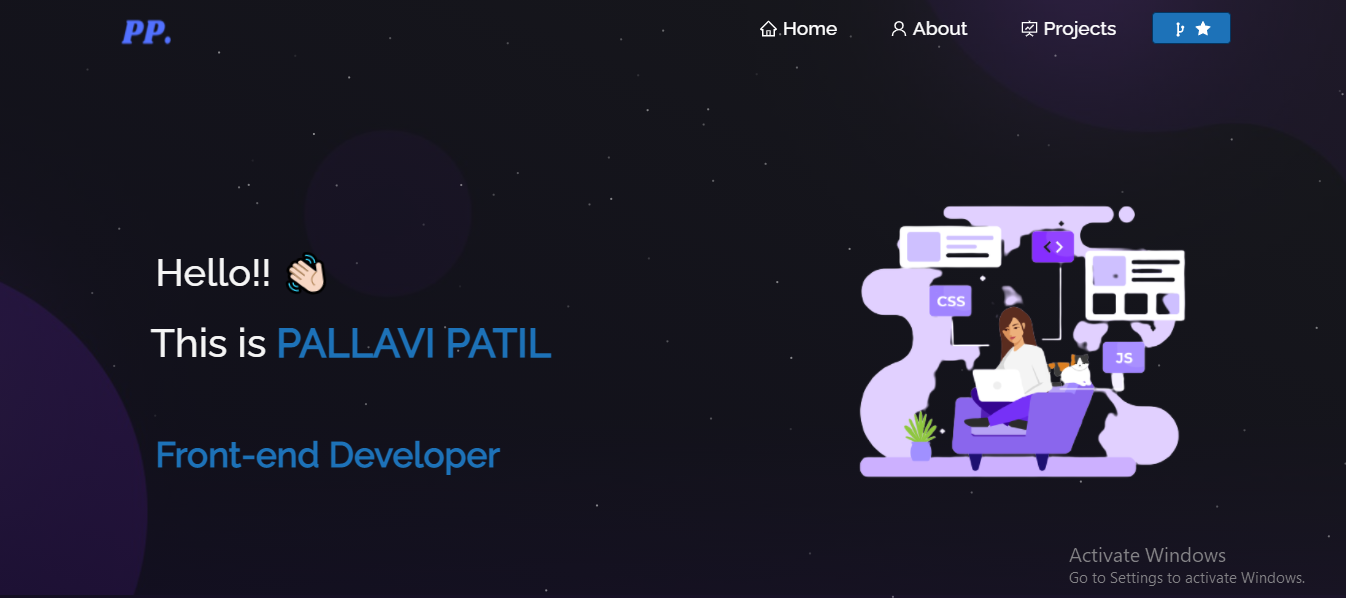 PP.
Home About Projects
Hello!! 👋🏻
This is PALLAVI PATIL
Front-end Developer
CSS
JS
Activate Windows
Go to Settings to activate Windows.